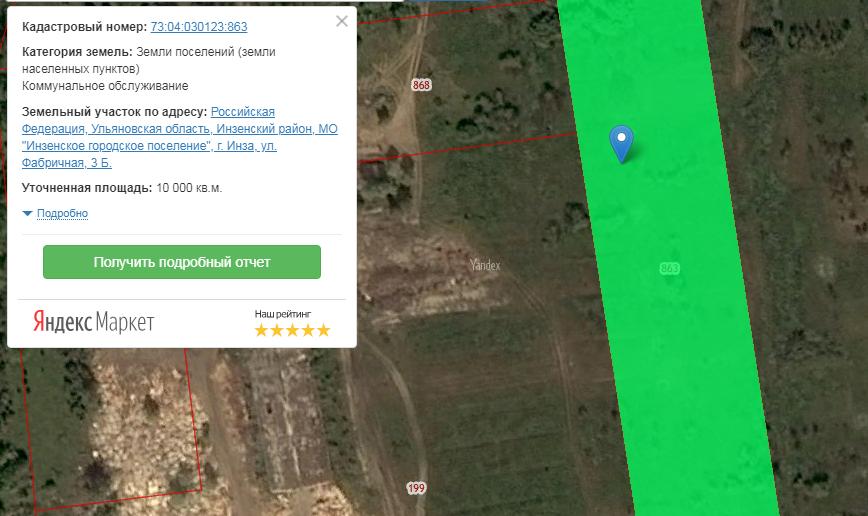 Кадастровый номер: 73:04:030123:863
Категория земель: Земли поселений (земли
населенных пунктов)
Коммунальное обслуживание
Земельный участок по адресу: Российская
Федерация, Ульяновская область, Инзенский район, МО
"Инзенское городское поселение", г. Инза, ул.
Фабричная, 3 Б.
Уточненная площадь: 10 000 кв.м.
Подробно
Получить подробный отчет
Яндекс Маркет
Наш рейтинг
868
Yandex
863
199